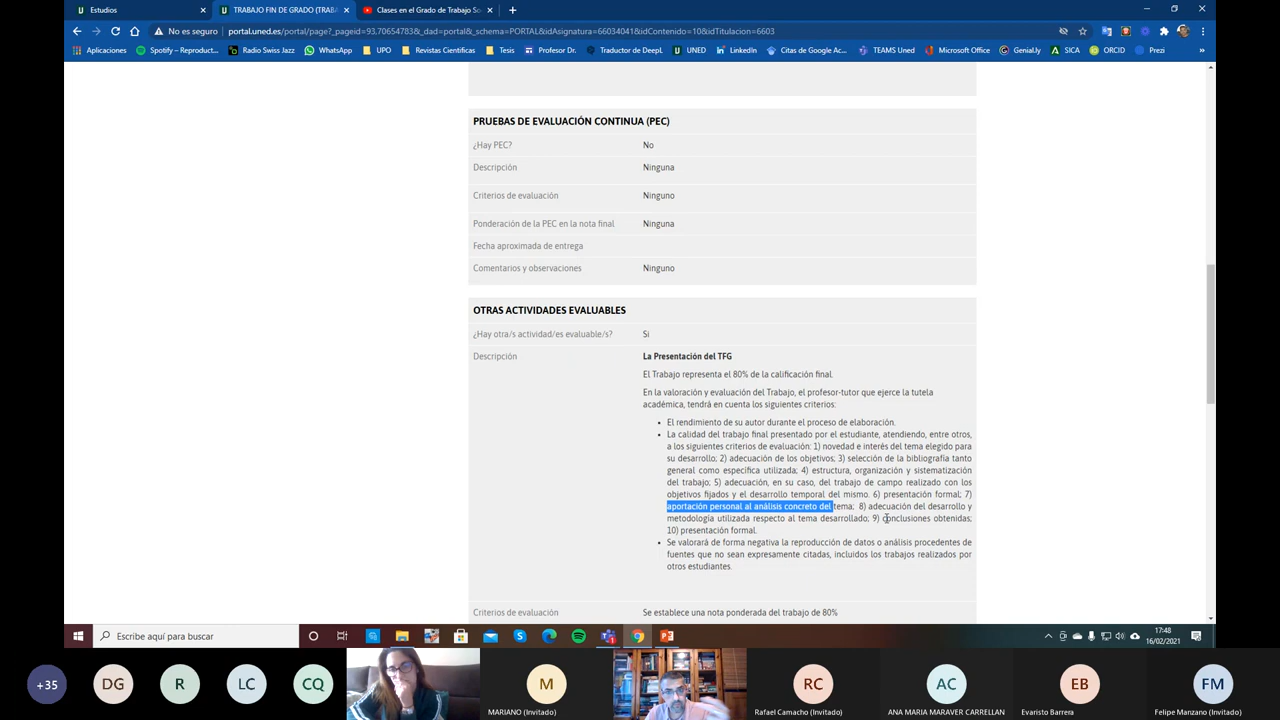 Estudios
TRABAJO FIN DE GRADO (TRABA
Clases en el Grado de Trabajo So
No es seguro
portal.uned.es/portal/page?_pageid=93,70654783&_dad=portal&_schema=PORTAL&idAsignatura=66034041&idContenido=10&idTitulacion=6603
Aplicaciones Spotify – Reproduct... Radio Swiss Jazz WhatsApp UPO Revistas Cientificas Tesis Profesor Dr. Traductor de DeepL UNED LinkedIn Citas de Google Ac... TEAMS Uned Microsoft Office Genial.ly SICA ORCID Prezi
PRUEBAS DE EVALUACIÓN CONTINUA (PEC)
¿Hay PEC? No
Descripción Ninguna
Criterios de evaluación Ninguno
Ponderación de la PEC en la nota final Ninguna
Fecha aproximada de entrega
Comentarios y observaciones Ninguno
OTRAS ACTIVIDADES EVALUABLES
¿Hay otra/s actividad/es evaluable/s? Si
Descripción La Presentación del TFG
El Trabajo representa el 80% de la calificación final.
En la valoración y evaluación del Trabajo, el profesor-tutor que ejerce la tutela
académica, tendrá en cuenta los siguientes criterios:
El rendimiento de su autor durante el proceso de elaboración.
La calidad del trabajo final presentado por el estudiante, atendiendo, entre otros,
a los siguientes criterios de evaluación: 1) novedad e interés del tema elegido para
su desarrollo; 2) adecuación de los objetivos; 3) selección de la bibliografía tanto
general como específica utilizada; 4) estructura, organización y sistematización
del trabajo; 5) adecuación, en su caso, del trabajo de campo realizado con los
objetivos fijados y el desarrollo temporal del mismo. 6) presentación formal; 7)
aportación personal al análisis concreto del tema; 8) adecuación del desarrollo y
metodología utilizada respecto al tema desarrollado; 9) conclusiones obtenidas;
10) presentación formal.
Se valorará de forma negativa la reproducción de datos o análisis procedentes de
fuentes que no sean expresamente citadas, incluidos los trabajos realizados por
otros estudiantes.
Criterios de evaluación Se establece una nota ponderada del trabajo de 80%
Escribe aquí para buscar
17:48
16/02/2021
+35 DG R LC CQ M RC AC EB FM
MARIANO (Invitado) Rafael Camacho (Invitado) ANA MARIA MARAVER CARRELLAN Evaristo Barrera Felipe Manzano (Invitado)